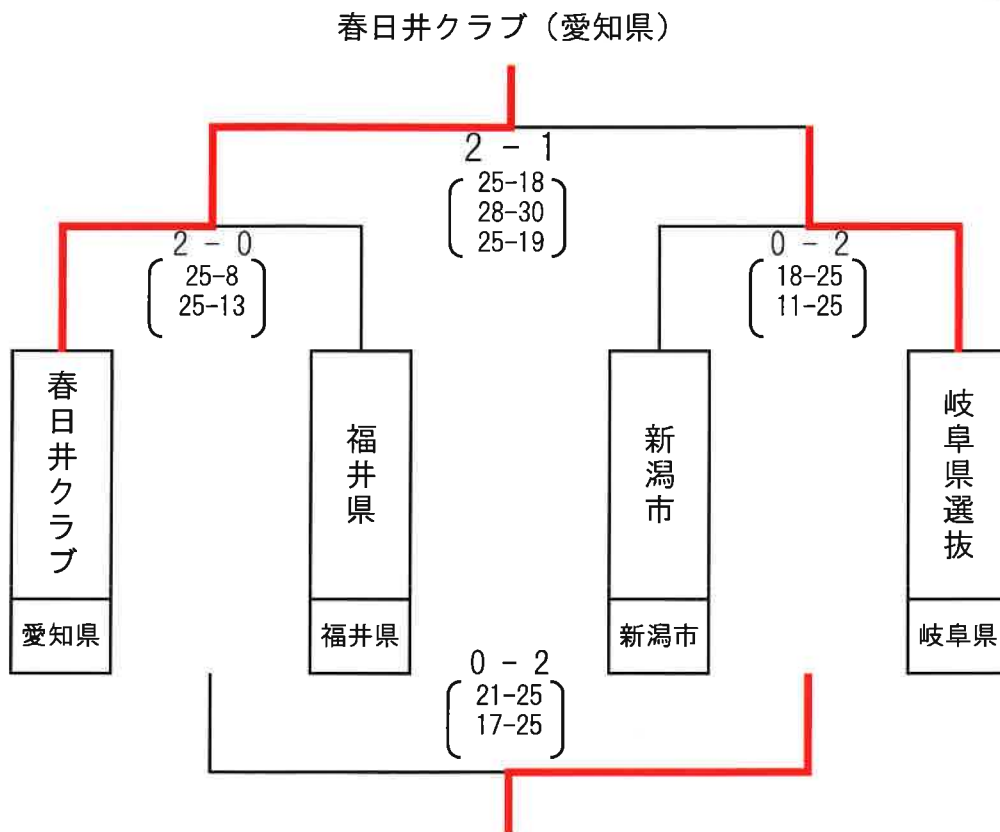 春日井クラブ（愛知県）
2 - 1
25-18
28-30
25-19
2 - 0
25-8
25-13
0 - 2
18-25
11-25
春日井クラブ
福井県
新潟市
岐阜県選抜
愛知県
福井県
新潟市
岐阜県
0 - 2
21-25
17-25